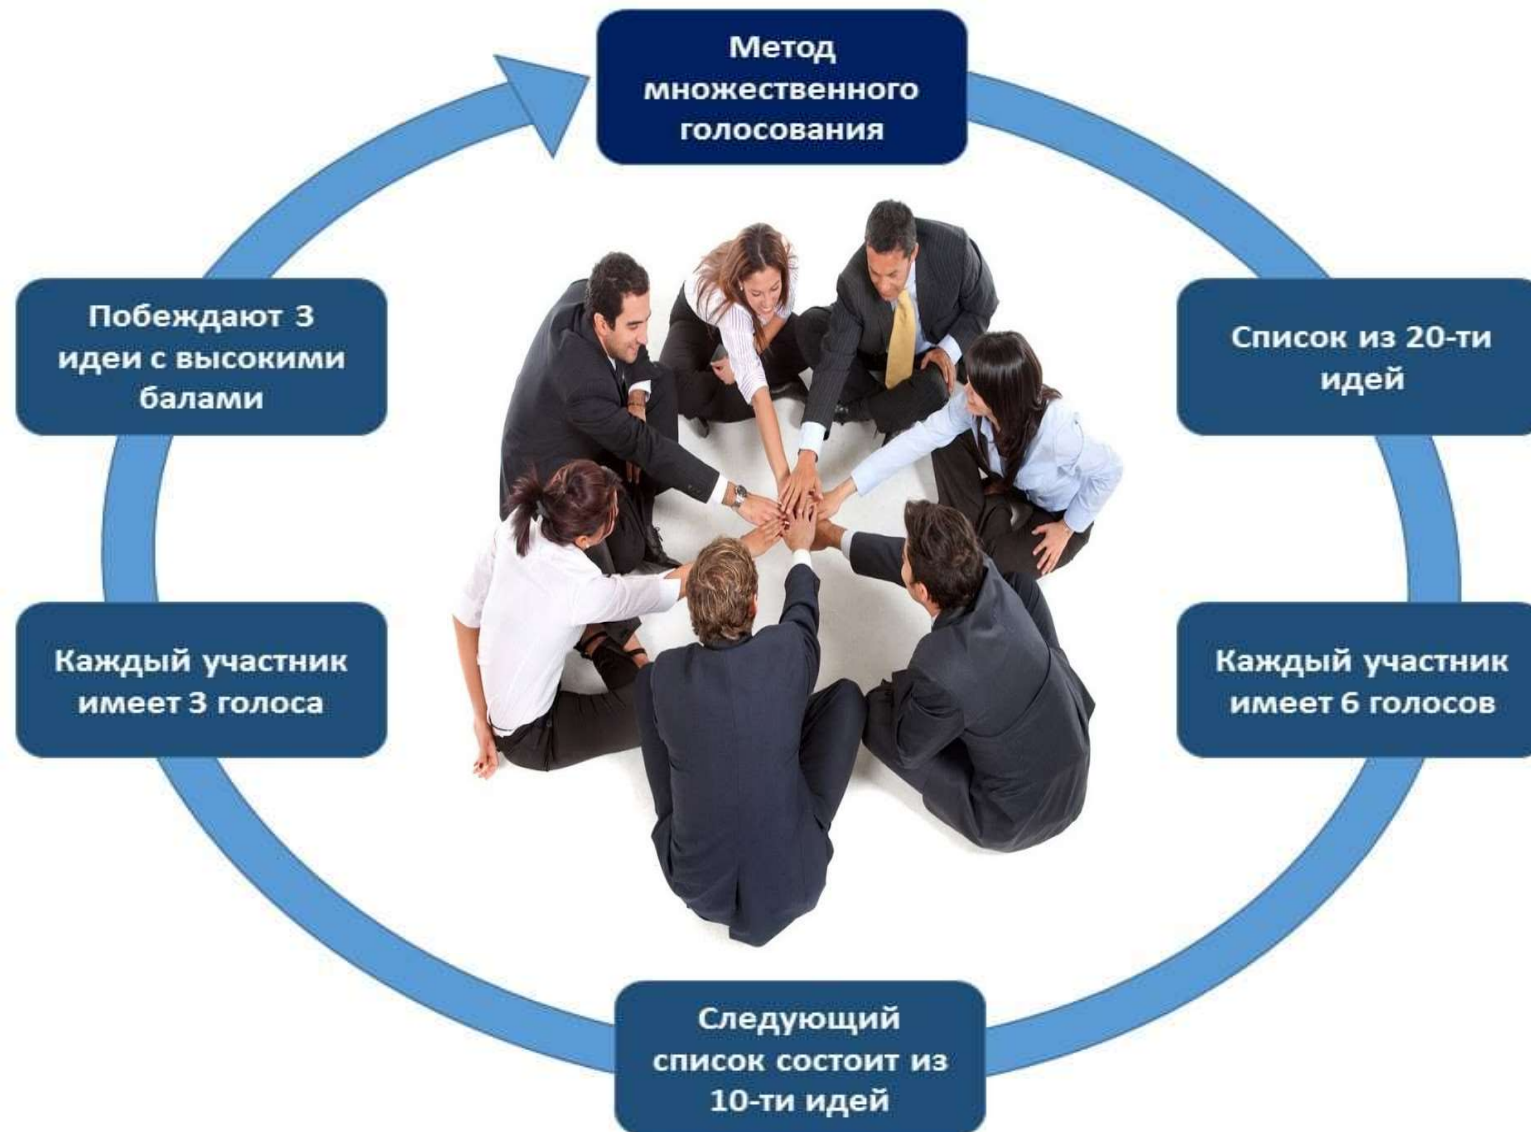 Метод
множественного
голосования
Список из 20-ти
идей
Каждый участник
имеет 6 голосов
Следующий
список состоит из
10-ти идей
Каждый участник
имеет 3 голоса
Побеждают 3
идеи с высокими
балами